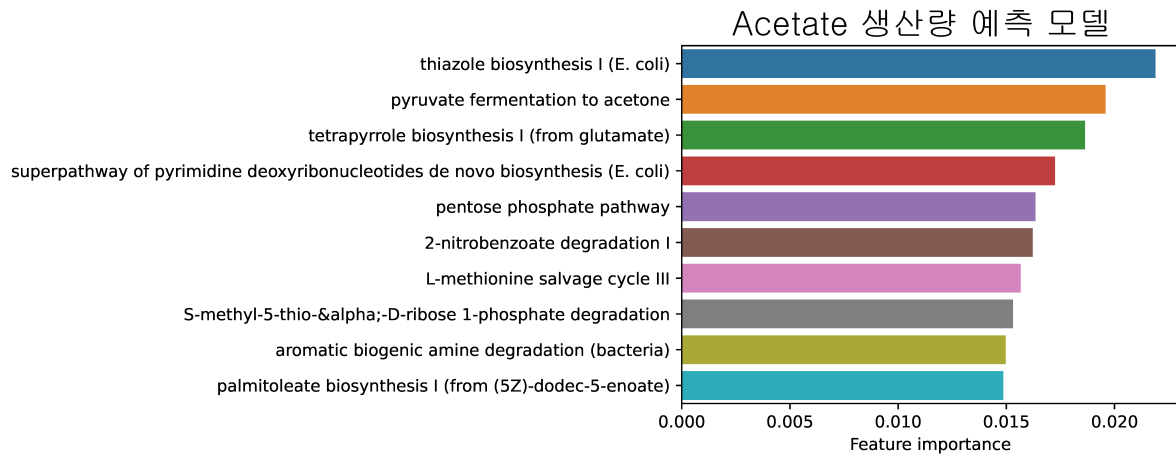 Acetate 생산량 예측 모델
thiazole biosynthesis I (E. coli)
pyruvate fermentation to acetone
tetrapyrrole biosynthesis I (from glutamate)
superpathway of pyrimidine deoxyribonucleotides de novo biosynthesis (E. coli)
pentose phosphate pathway
2-nitrobenzoate degradation I
L-methionine salvage cycle III
S-methyl-5-thio-&alpha;-D-ribose 1-phosphate degradation
aromatic biogenic amine degradation (bacteria)
palmitoleate biosynthesis I (from (5Z)-dodec-5-enoate)
0.000 0.005 0.010 0.015 0.020
Feature importance